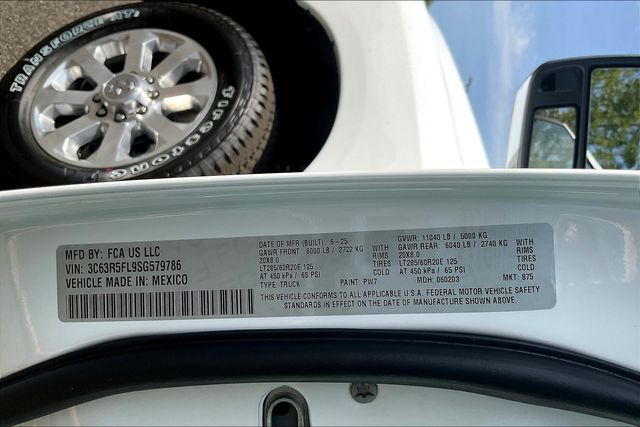 TRANSFORCE AT2
Firestone
MFD BY: FCA US LLC
VIN: 3C63R5FL9SG579786
VEHICLE MADE IN: MEXICO
DATE OF MFR (BUILT): 6-25
GAWR FRONT: 6000 LB / 2722 KG WITH
20X8.0 RIMS
LT285/60R20E 125 TIRES
AT 450 kPa / 65 PSI COLD
TYPE: TRUCK
PAINT: PW7
GVWR: 11040 LB / 5008 KG
GAWR REAR: 6040 LB / 2740 KG WITH
20X8.0 RIMS
LT285/60R20E 125 TIRES
AT 450 kPa / 65 PSI COLD
MDH: 060203
MKT: 875
THIS VEHICLE CONFORMS TO ALL APPLICABLE U.S.A. FEDERAL MOTOR VEHICLE SAFETY
STANDARDS IN EFFECT ON THE DATE OF MANUFACTURE SHOWN ABOVE.